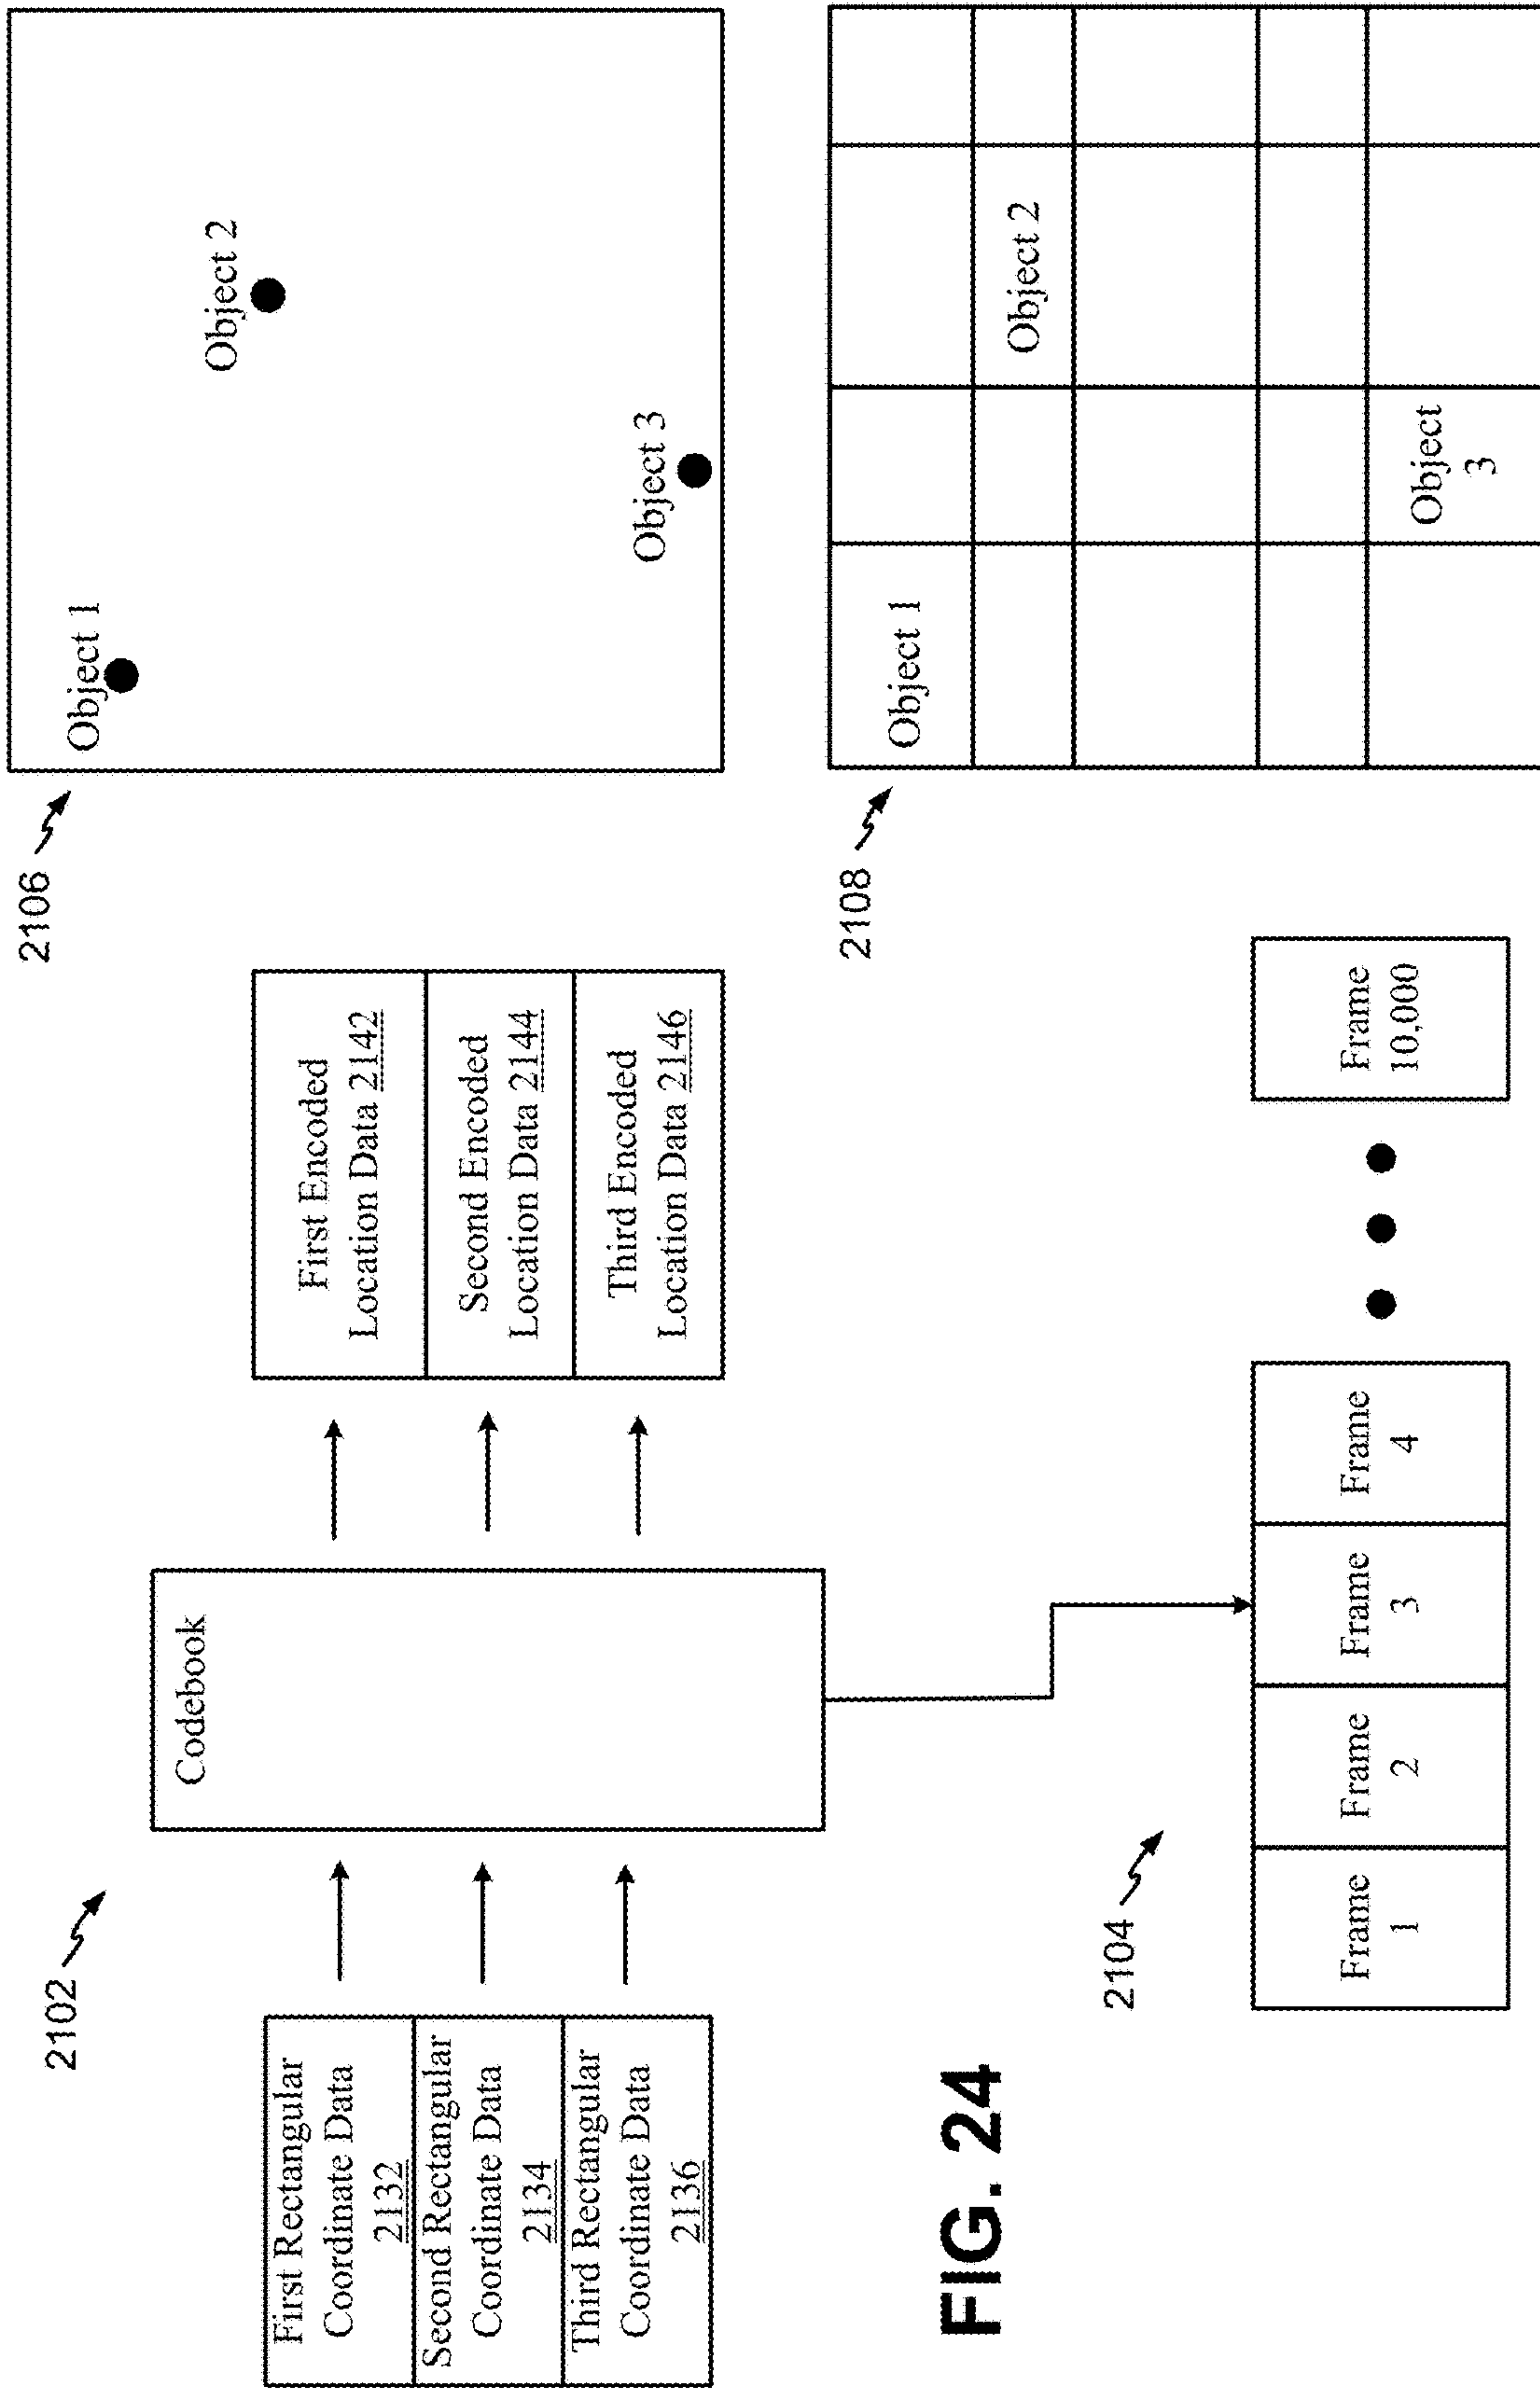 2102
First Rectangular
Coordinate Data
2132
Second Rectangular
Coordinate Data
2134
Third Rectangular
Coordinate Data
2136
Codebook
First Encoded
Location Data 2142
Second Encoded
Location Data 2144
Third Encoded
Location Data 2146
2106
Object 1
Object 2
Object 3
FIG. 24
2104
Frame
1
Frame
2
Frame
3
Frame
4
Frame
10,000
2108
Object 1
Object 2
Object
3